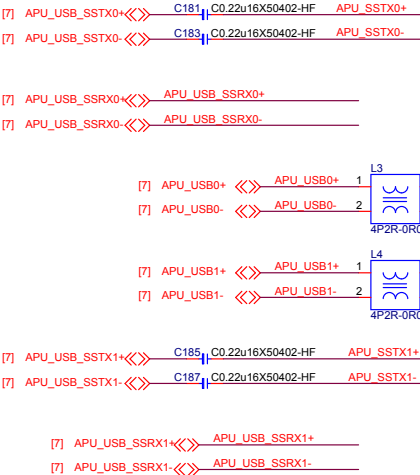 [7] APU_USB_SSTX0+ C181 C0.22u16X50402-HF APU_SSTX0+
[7] APU_USB_SSTX0- C183 C0.22u16X50402-HF APU_SSTX0-
[7] APU_USB_SSRX0+ APU_USB_SSRX0+
[7] APU_USB_SSRX0- APU_USB_SSRX0-
L3
[7] APU_USB0+ APU_USB0+ 1
[7] APU_USB0- APU_USB0- 2
4P2R-0R0
L4
[7] APU_USB1+ APU_USB1+ 1
[7] APU_USB1- APU_USB1- 2
4P2R-0R0
[7] APU_USB_SSTX1+ C185 C0.22u16X50402-HF APU_SSTX1+
[7] APU_USB_SSTX1- C187 C0.22u16X50402-HF APU_SSTX1-
[7] APU_USB_SSRX1+ APU_USB_SSRX1+
[7] APU_USB_SSRX1- APU_USB_SSRX1-